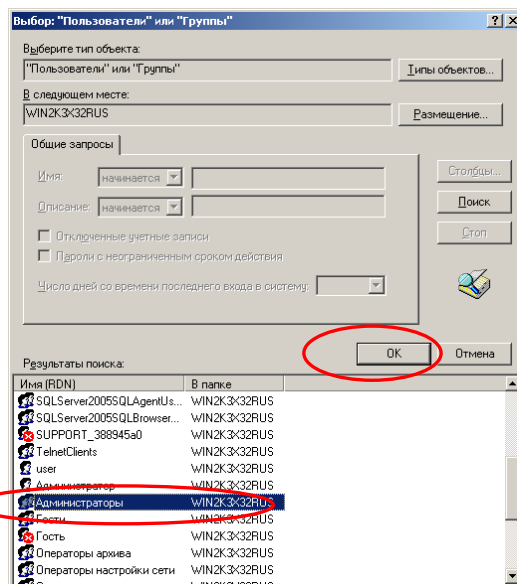 Выбор: "Пользователи" или "Группы"
Выберите тип объекта:
"Пользователи" или "Группы"
Типы объектов...
В следующем месте:
WIN2K3X32RUS
Размещение...
Общие запросы
Имя: начинается
Описание: начинается
Отключенные учетные записи
Пароли с неограниченным сроком действия
Число дней со времени последнего входа в систему:
Столбцы...
Поиск
Стоп
OK
Отмена
Результаты поиска:
Имя (RDN) В папке
SQLServer2005SQLAgentUs... WIN2K3X32RUS
SQLServer2005SQLBrowser... WIN2K3X32RUS
SUPPORT_388945a0 WIN2K3X32RUS
TelnetClients WIN2K3X32RUS
user WIN2K3X32RUS
Администратор WIN2K3X32RUS
Администраторы WIN2K3X32RUS
Гости WIN2K3X32RUS
Гость WIN2K3X32RUS
Операторы архива WIN2K3X32RUS
Операторы настройки сети WIN2K3X32RUS